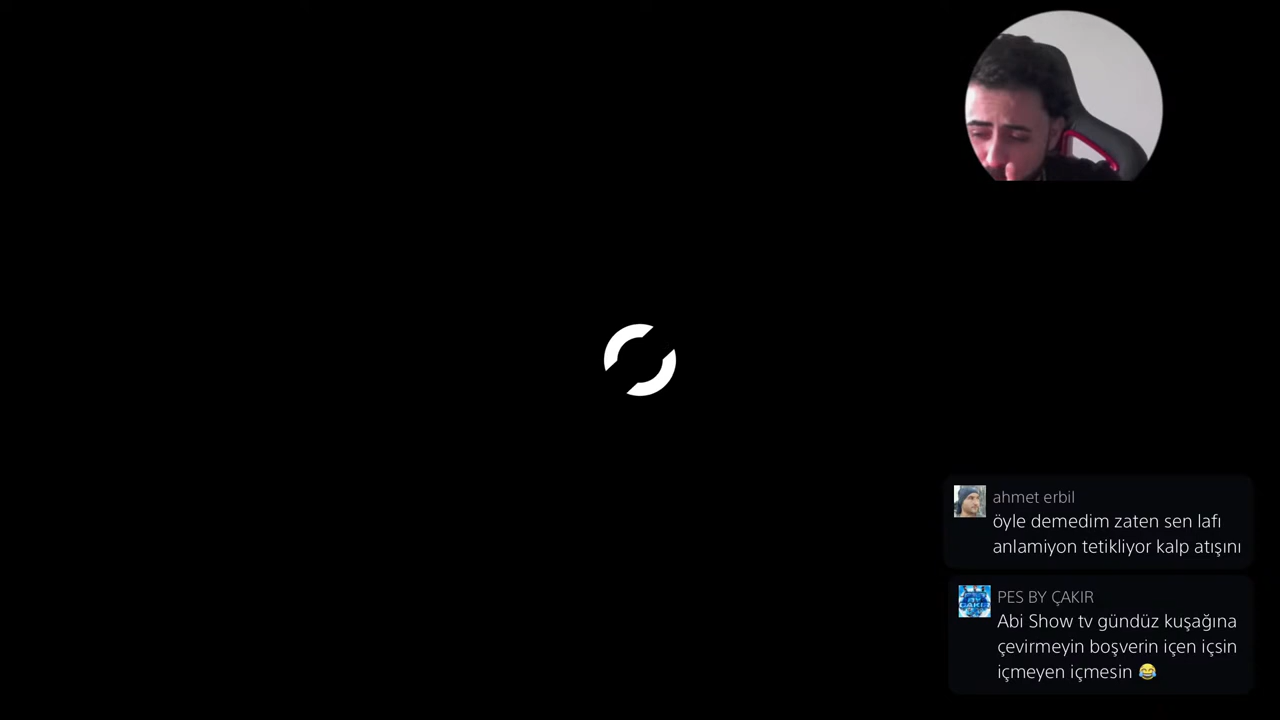 ahmet erbil
öyle demedim zaten sen lafı
anlamiyon tetikliyor kalp atışını
PES BY ÇAKIR
Abi Show tv gündüz kuşağına
çevirmeyin boşverin içen içsin
içmeyen içmesin 😂